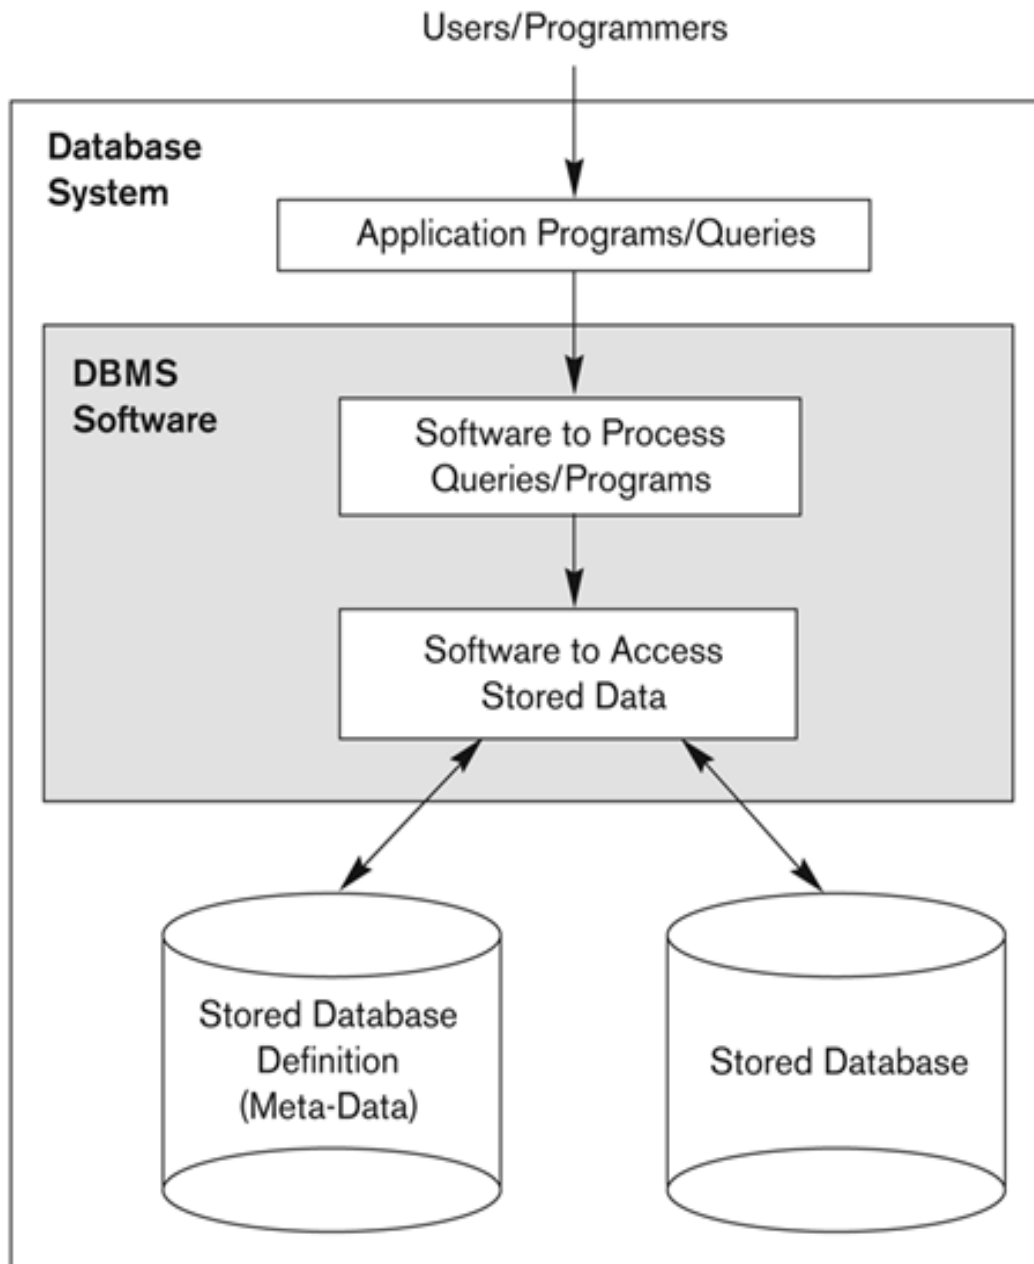 Users/Programmers
Database
System
Application Programs/Queries
DBMS
Software
Software to Process
Queries/Programs
Software to Access
Stored Data
Stored Database
Definition
(Meta-Data)
Stored Database